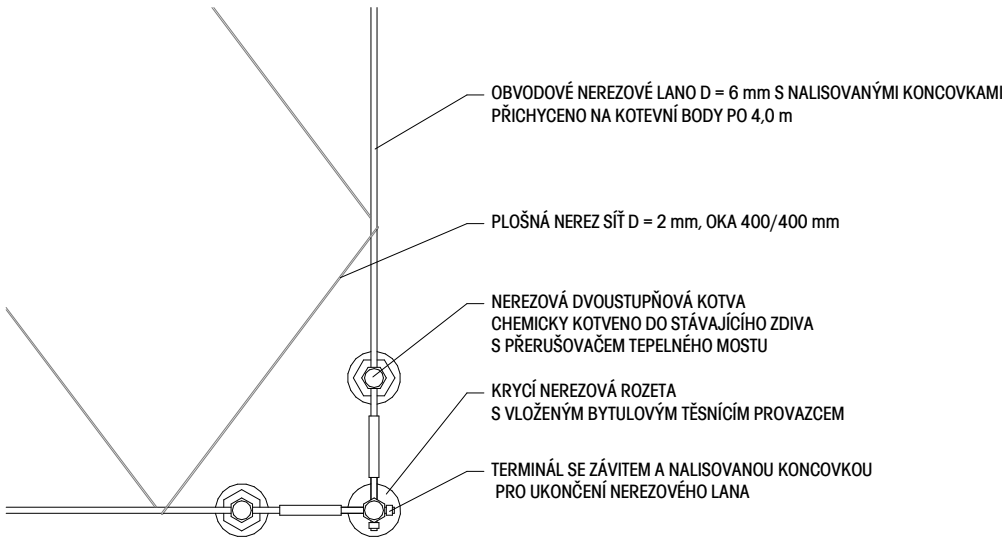 OBVODOVÉ NEREZOVÉ LANO D = 6 mm S NALISOVANÝMI KONCOVKAMI
PŘICHYCENO NA KOTEVNÍ BODY PO 4,0 m
PLOŠNÁ NEREZ SÍŤ D = 2 mm, OKA 400/400 mm
NEREZOVÁ DVOUSTUPŇOVÁ KOTVA
CHEMICKY KOTVENO DO STÁVAJÍCÍHO ZDIVA
S PŘERUŠOVAČEM TEPELNÉHO MOSTU
KRYCÍ NEREZOVÁ ROZETA
S VLOŽENÝM BYTULOVÝM TĚSNÍCÍM PROVAZCEM
TERMINÁL SE ZÁVITEM A NALISOVANOU KONCOVKOU
PRO UKONČENÍ NEREZOVÉHO LANA